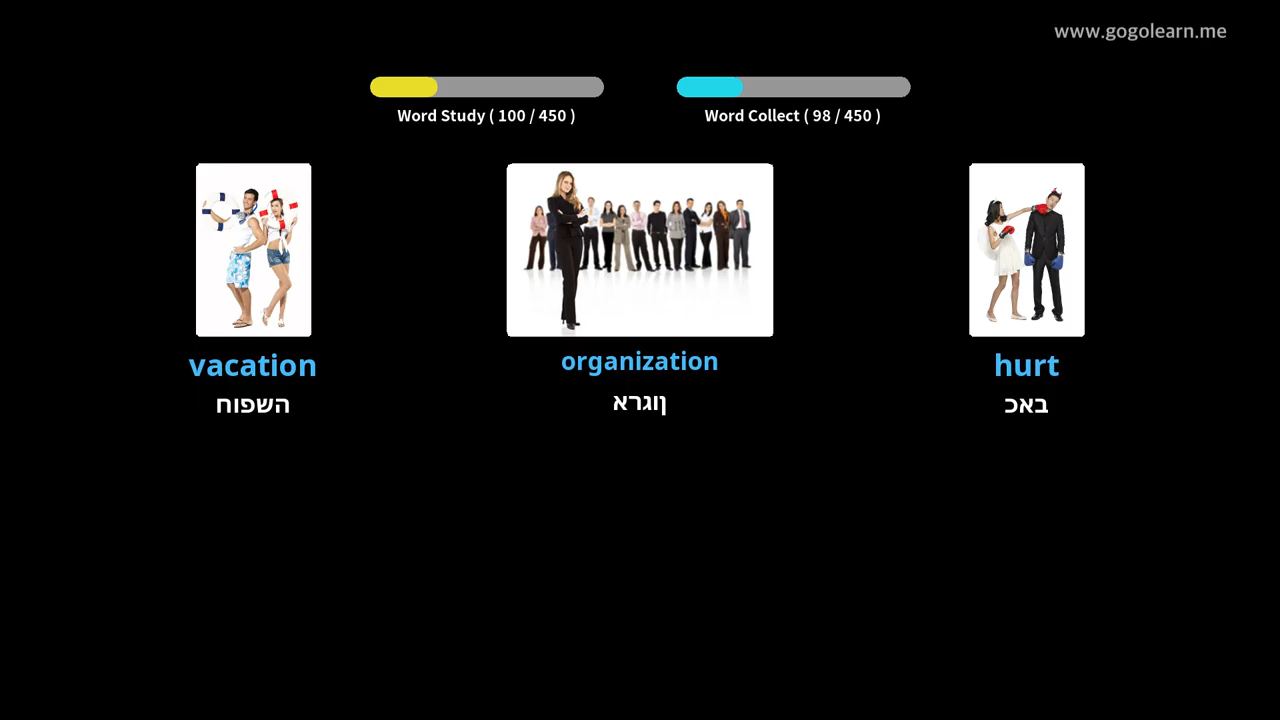 www.gogolearn.me
Word Study ( 100 / 450 )
Word Collect ( 98 / 450 )
vacation
השפוח
organization
ןוגרא
hurt
באכ